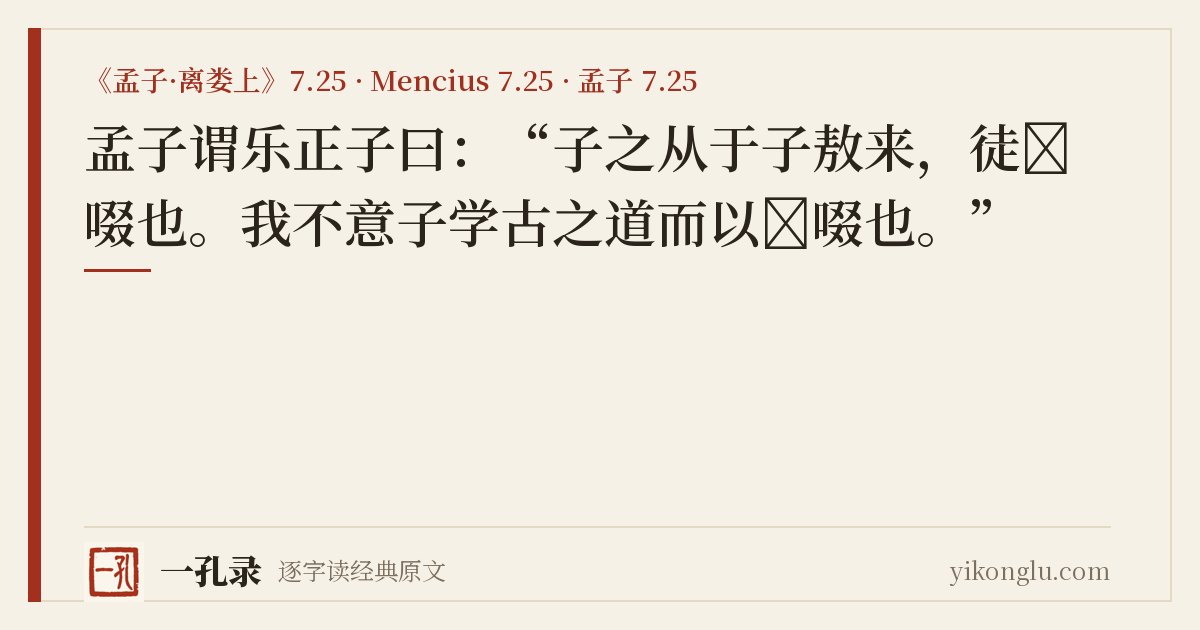 《孟子·离娄上》7.25 · Mencius 7.25 · 孟子 7.25
孟子谓乐正子曰：“子之从于子敖来，徒
啜也。我不意子学古之道而以啜也。”
一孔
一孔录 逐字读经典原文 yikonglu.com